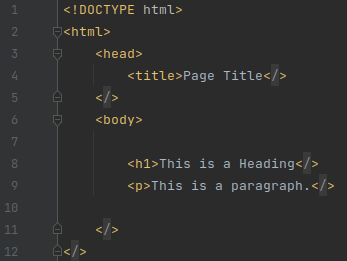 1 <!DOCTYPE html>
2 <html>
3     <head>
4         <title>Page Title</>
5     </>
6     <body>
7
8         <h1>This is a Heading</>
9         <p>This is a paragraph.</>
10
11     </>
12 </>